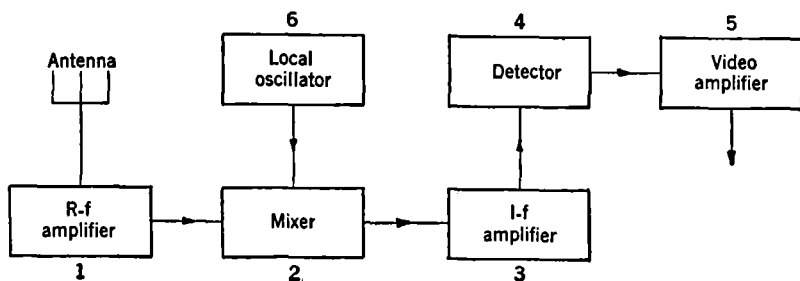 6
4
5
Antenna
Local
oscillator
Detector
Video
amplifier
R-f
amplifier
Mixer
I-f
amplifier
1
2
3